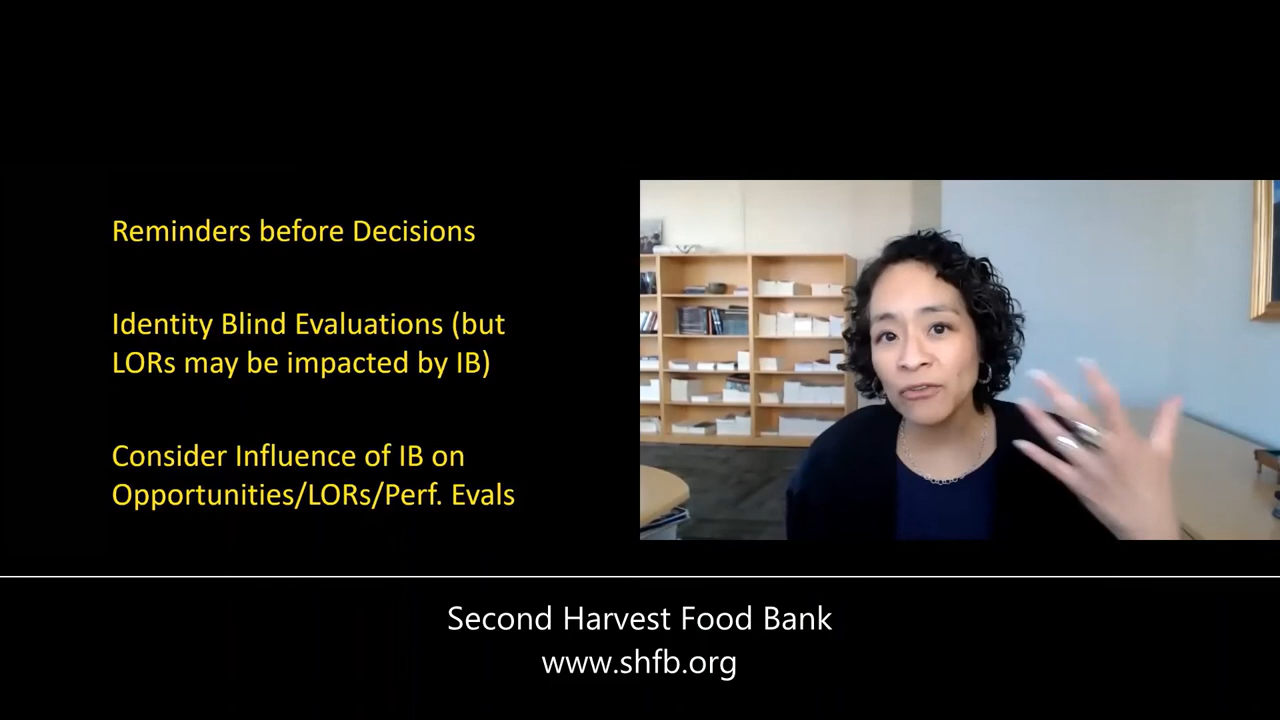 Reminders before Decisions
Identity Blind Evaluations (but
LORs may be impacted by IB)
Consider Influence of IB on
Opportunities/LORs/Perf. Evals
Second Harvest Food Bank
www.shfb.org